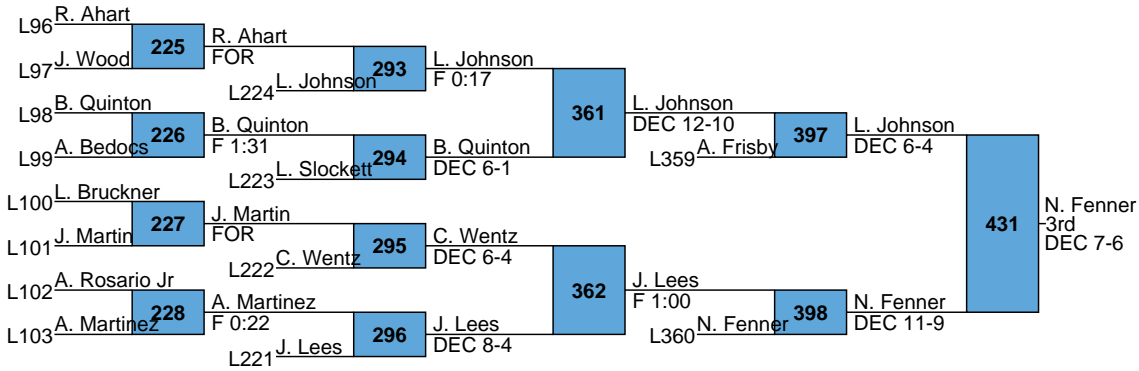 L96 R. Ahart
225
L97 J. Wood
R. Ahart
FOR
293
L224 L. Johnson
L. Johnson
F 0:17
L98 B. Quinton
226
L99 A. Bedocs
B. Quinton
F 1:31
294
L223 L. Slockett
B. Quinton
DEC 6-1
361
L. Johnson
DEC 12-10
397
L359 A. Frisby
L. Johnson
DEC 6-4
L100 L. Bruckner
227
L101 J. Martin
J. Martin
FOR
295
L222 C. Wentz
C. Wentz
DEC 6-4
L102 A. Rosario Jr
228
L103 A. Martinez
A. Martinez
F 0:22
296
L221 J. Lees
J. Lees
DEC 8-4
362
J. Lees
F 1:00
398
L360 N. Fenner
N. Fenner
DEC 11-9
431
N. Fenner
3rd
DEC 7-6